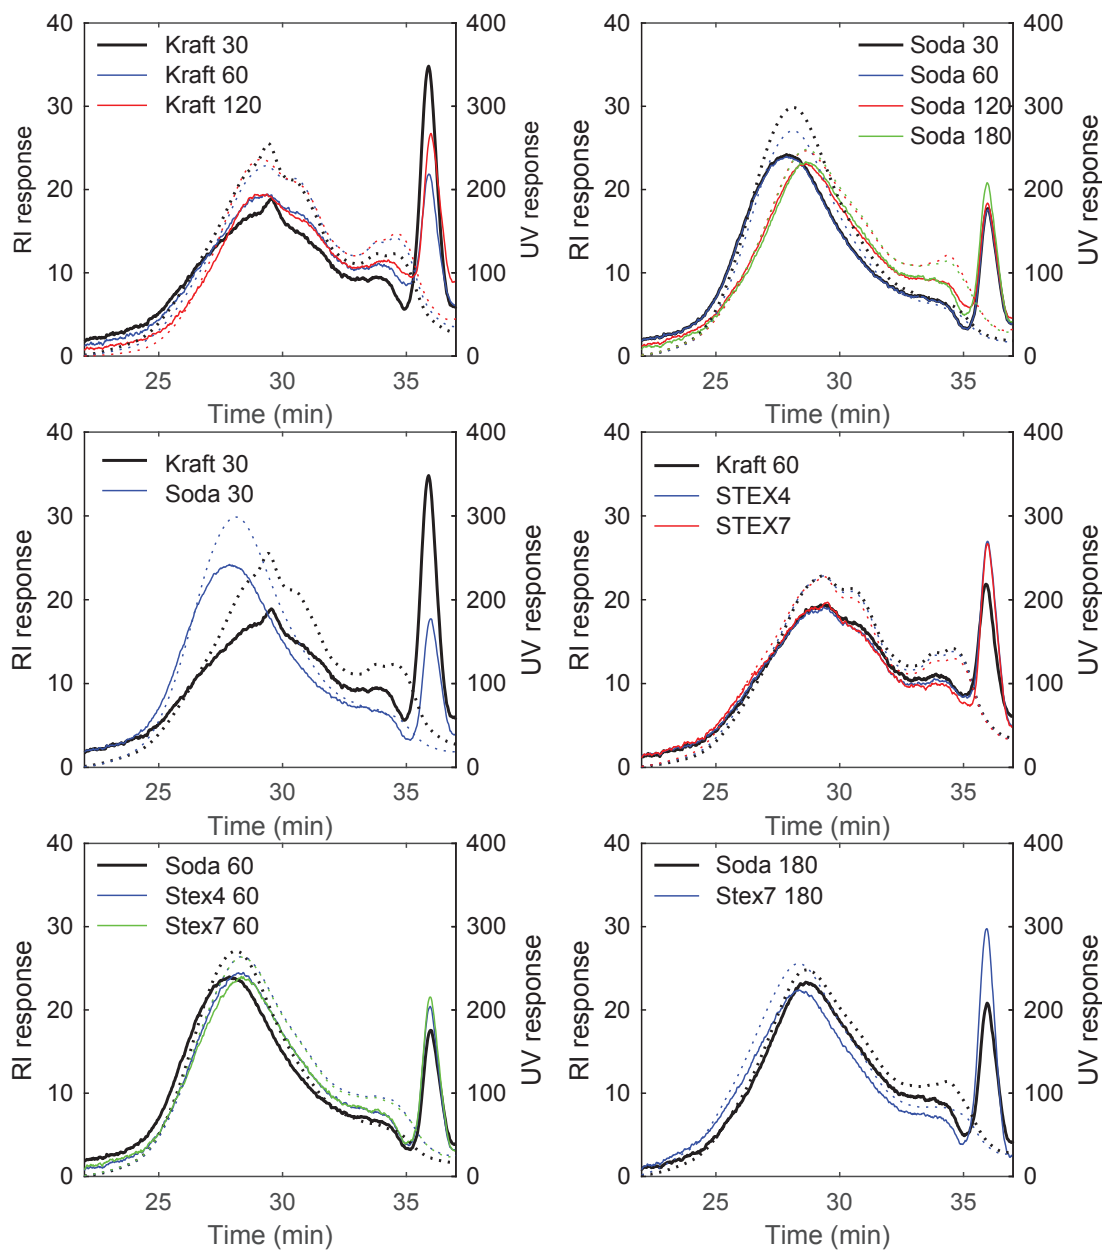 40
30
20
10
0
400
300
200
100
0
Kraft 30
Kraft 60
Kraft 120
RI response
UV response
25
30
35
Time (min)
40
30
20
10
0
400
300
200
100
0
Soda 30
Soda 60
Soda 120
Soda 180
RI response
UV response
25
30
35
Time (min)
40
30
20
10
0
400
300
200
100
0
Kraft 30
Soda 30
RI response
UV response
25
30
35
Time (min)
40
30
20
10
0
400
300
200
100
0
Kraft 60
STEX4
STEX7
RI response
UV response
25
30
35
Time (min)
40
30
20
10
0
400
300
200
100
0
Soda 60
Stex4 60
Stex7 60
RI response
UV response
25
30
35
Time (min)
40
30
20
10
0
400
300
200
100
0
Soda 180
Stex7 180
RI response
UV response
25
30
35
Time (min)